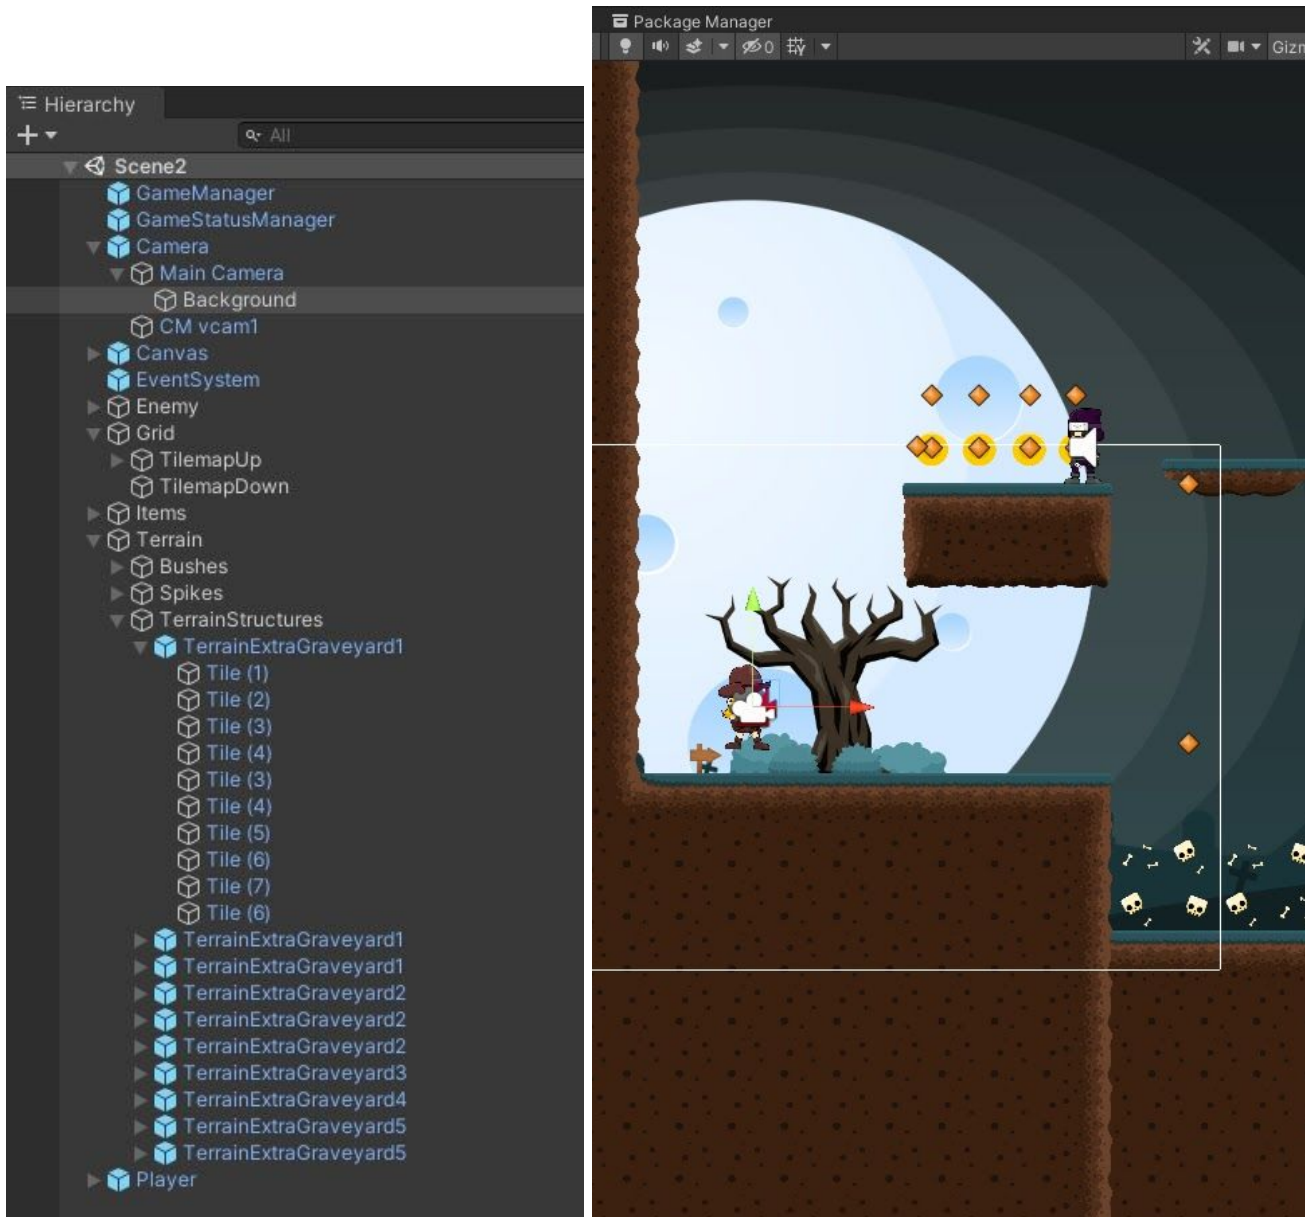 Hierarchy
All
Scene2
GameManager
GameStatusManager
Camera
Main Camera
Background
CM vcam1
Canvas
EventSystem
Enemy
Grid
TilemapUp
TilemapDown
Items
Terrain
Bushes
Spikes
TerrainStructures
TerrainExtraGraveyard1
Tile (1)
Tile (2)
Tile (3)
Tile (4)
Tile (3)
Tile (4)
Tile (5)
Tile (6)
Tile (7)
Tile (6)
TerrainExtraGraveyard1
TerrainExtraGraveyard1
TerrainExtraGraveyard2
TerrainExtraGraveyard2
TerrainExtraGraveyard2
TerrainExtraGraveyard3
TerrainExtraGraveyard4
TerrainExtraGraveyard5
TerrainExtraGraveyard5
Player
Package Manager
0
Gizm